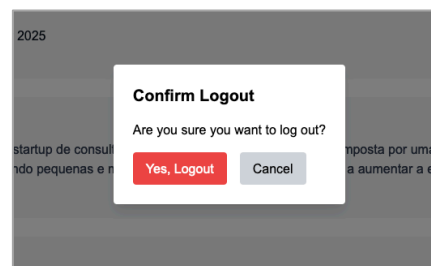 2025
Confirm Logout
Are you sure you want to log out?
startup de consult mposta por uma
ndo pequenas e m a aumentar a e
Yes, Logout Cancel